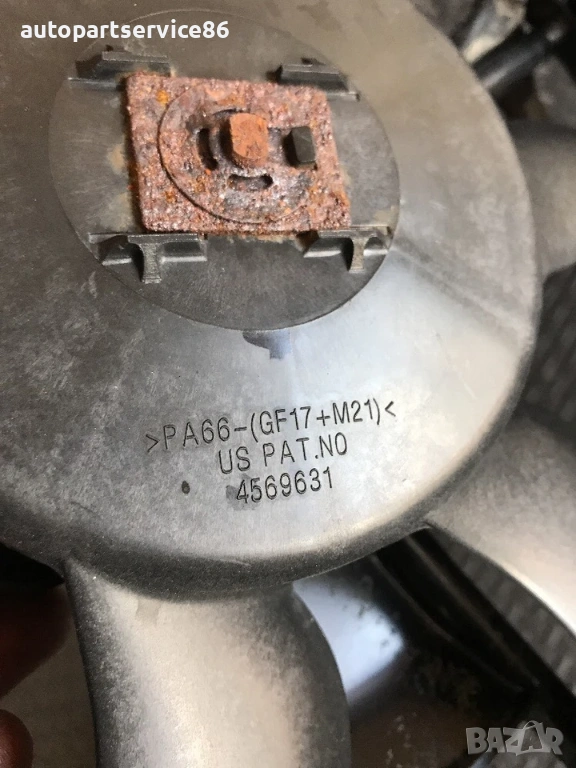 autopartservice86
>PA66-(GF17+M21)<
US PAT.NO
4569631
BAZAR